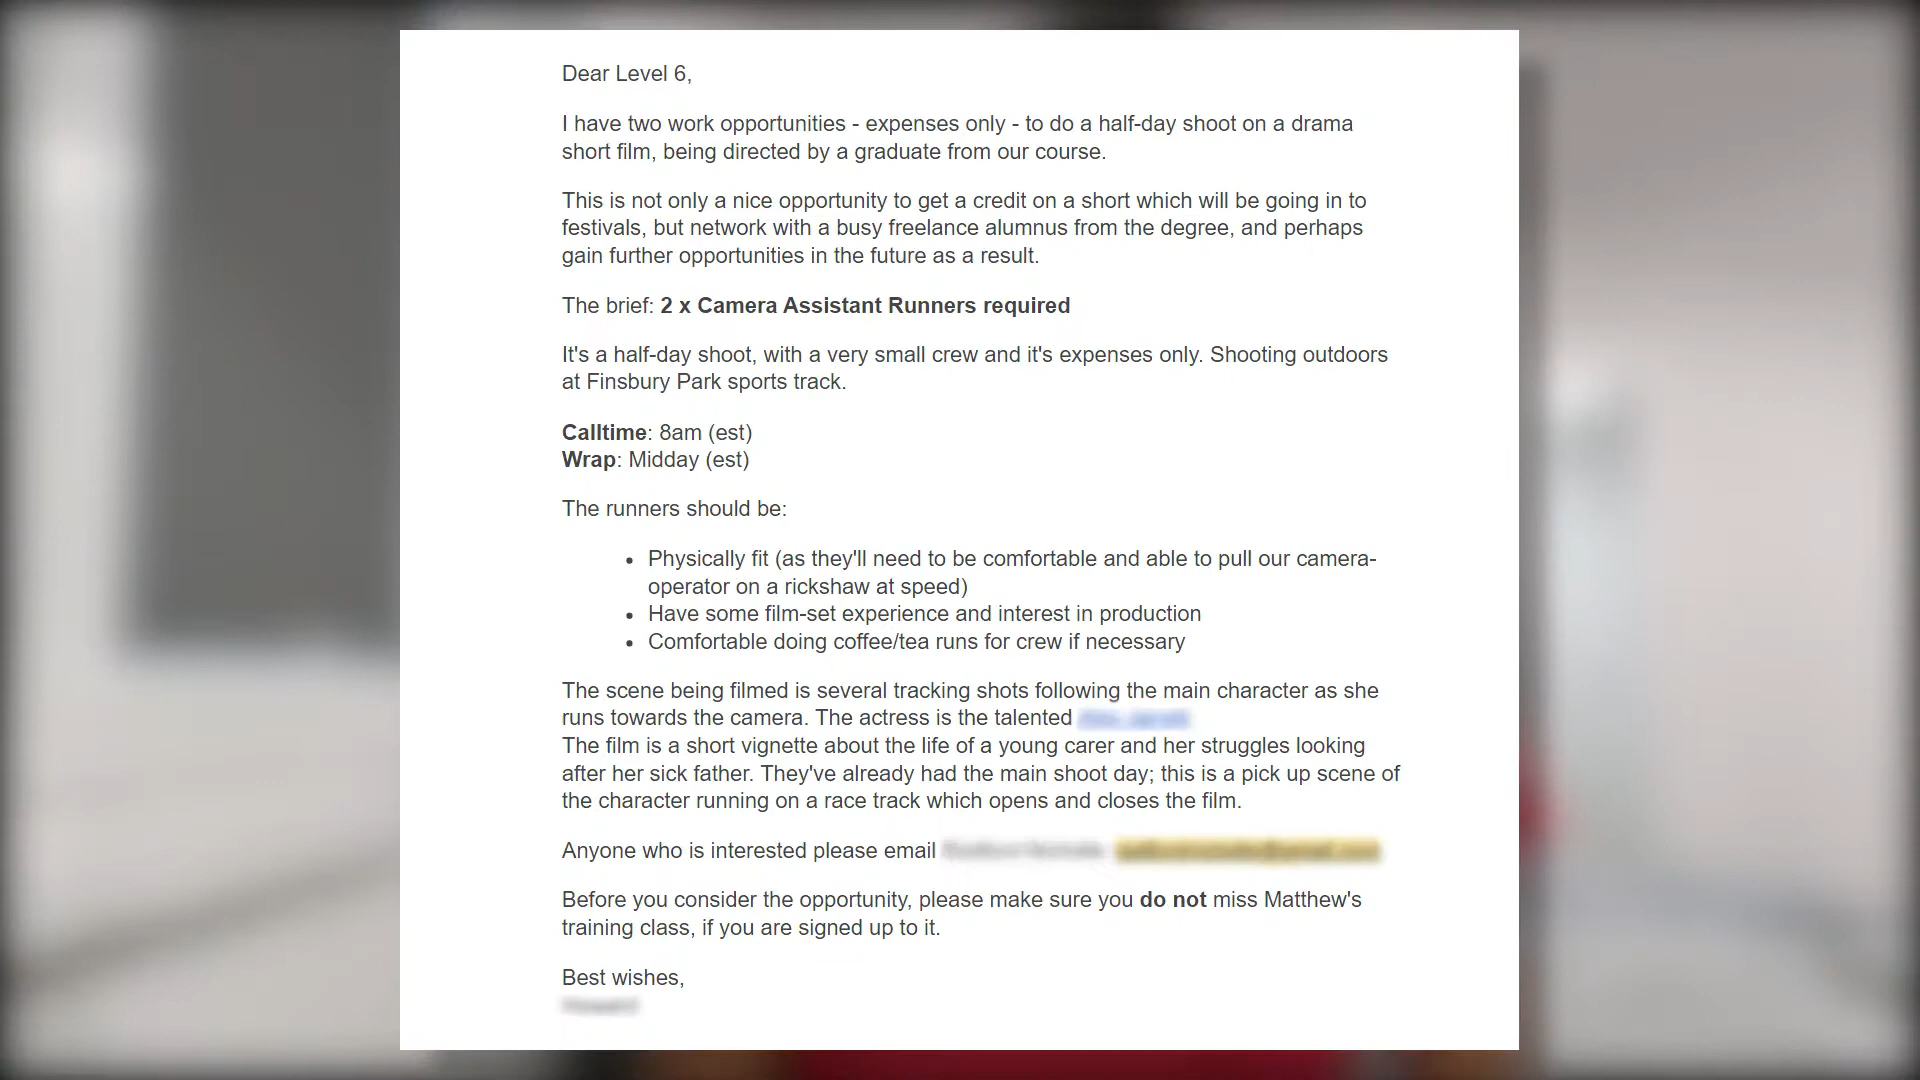 Dear Level 6,
I have two work opportunities - expenses only - to do a half-day shoot on a drama
short film, being directed by a graduate from our course.
This is not only a nice opportunity to get a credit on a short which will be going in to
festivals, but network with a busy freelance alumnus from the degree, and perhaps
gain further opportunities in the future as a result.
The brief: 2 x Camera Assistant Runners required
It's a half-day shoot, with a very small crew and it's expenses only. Shooting outdoors
at Finsbury Park sports track.
Calltime: 8am (est)
Wrap: Midday (est)
The runners should be:
• Physically fit (as they'll need to be comfortable and able to pull our camera-
operator on a rickshaw at speed)
• Have some film-set experience and interest in production
• Comfortable doing coffee/tea runs for crew if necessary
The scene being filmed is several tracking shots following the main character as she
runs towards the camera. The actress is the talented
The film is a short vignette about the life of a young carer and her struggles looking
after her sick father. They've already had the main shoot day; this is a pick up scene of
the character running on a race track which opens and closes the film.
Anyone who is interested please email
Before you consider the opportunity, please make sure you do not miss Matthew's
training class, if you are signed up to it.
Best wishes,